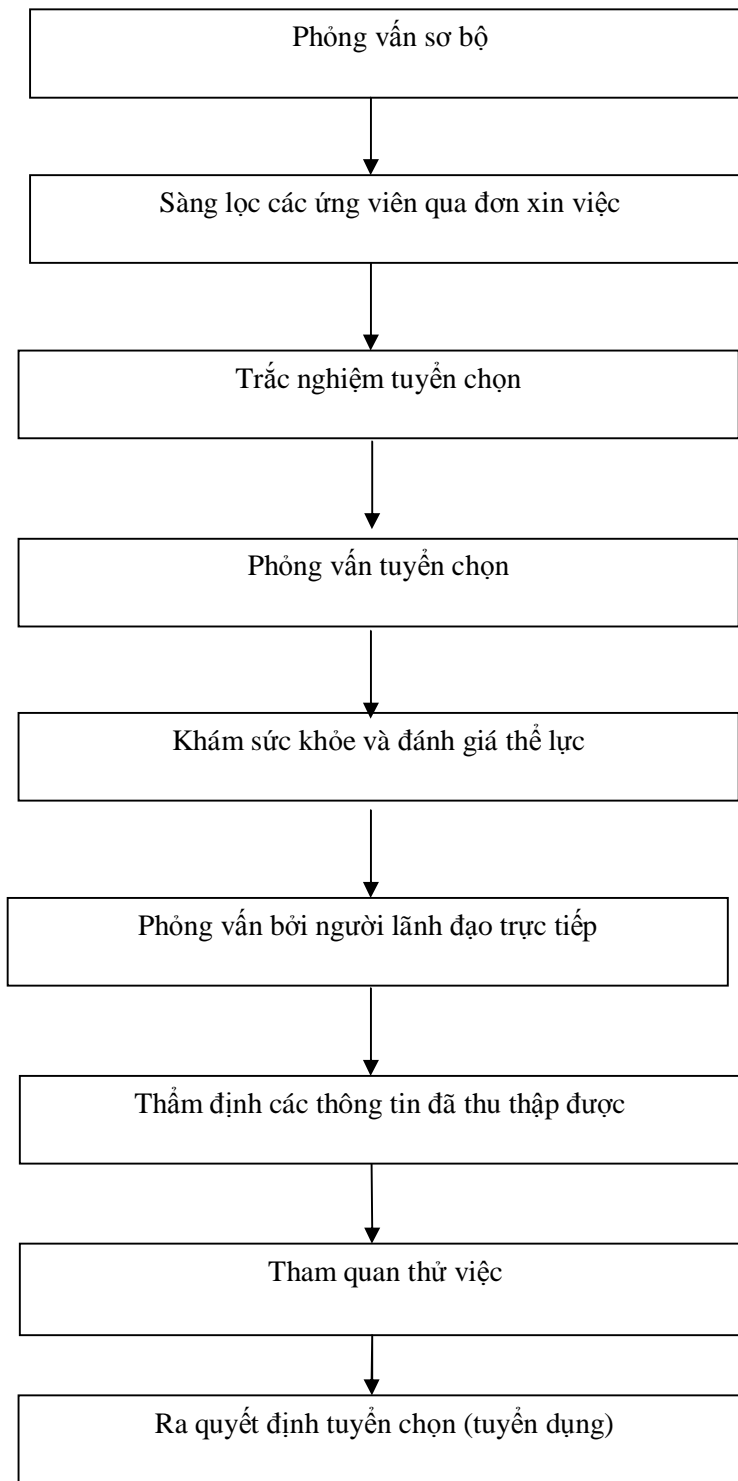 Phỏng vấn sơ bộ
Sàng lọc các ứng viên qua đơn xin việc
Trắc nghiệm tuyển chọn
Phỏng vấn tuyển chọn
Khám sức khỏe và đánh giá thể lực
Phỏng vấn bởi người lãnh đạo trực tiếp
Thẩm định các thông tin đã thu thập được
Tham quan thử việc
Ra quyết định tuyển chọn (tuyển dụng)